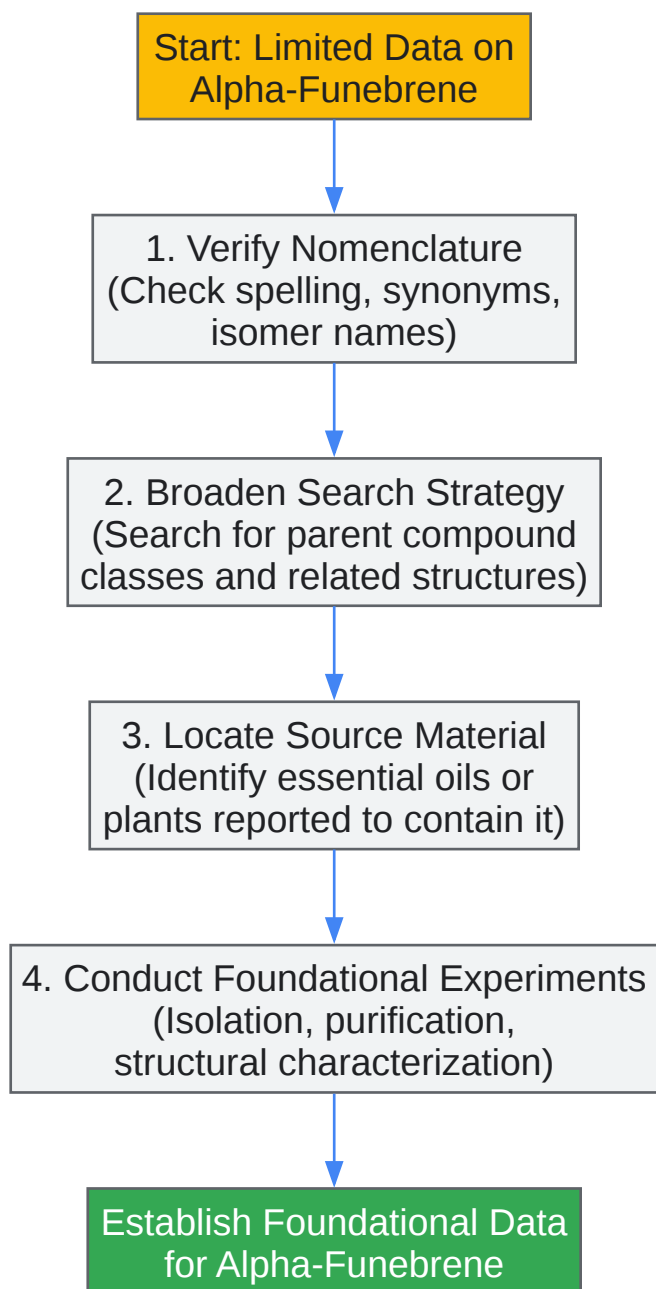 Start: Limited Data on
Alpha-Funebrene
1. Verify Nomenclature
(Check spelling, synonyms,
isomer names)
2. Broaden Search Strategy
(Search for parent compound
classes and related structures)
3. Locate Source Material
(Identify essential oils or
plants reported to contain it)
4. Conduct Foundational Experiments
(Isolation, purification,
structural characterization)
Establish Foundational Data
for Alpha-Funebrene